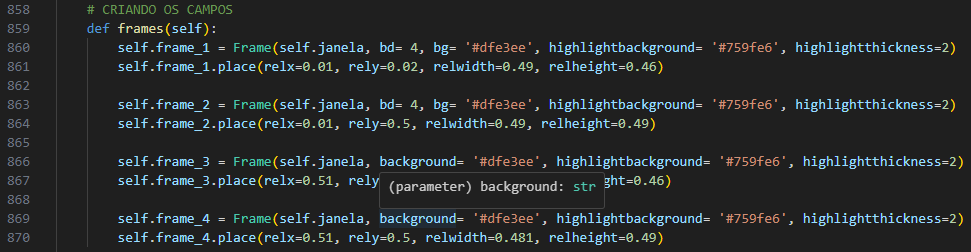 858 # CRIANDO OS CAMPOS
859 def frames(self):
860 self.frame_1 = Frame(self.janela, bd= 4, bg= '#dfe3ee', highlightbackground= '#759fe6', highlightthickness=2)
861 self.frame_1.place(relx=0.01, rely=0.02, relwidth=0.49, relheight=0.46)
862
863 self.frame_2 = Frame(self.janela, bd= 4, bg= '#dfe3ee', highlightbackground= '#759fe6', highlightthickness=2)
864 self.frame_2.place(relx=0.01, rely=0.5, relwidth=0.49, relheight=0.49)
865
866 self.frame_3 = Frame(self.janela, background= '#dfe3ee', highlightbackground= '#759fe6', highlightthickness=2)
867 self.frame_3.place(relx=0.51, rely ght=0.46)
(parameter) background: str
868
869 self.frame_4 = Frame(self.janela, background= '#dfe3ee', highlightbackground= '#759fe6', highlightthickness=2)
870 self.frame_4.place(relx=0.51, rely=0.5, relwidth=0.481, relheight=0.49)